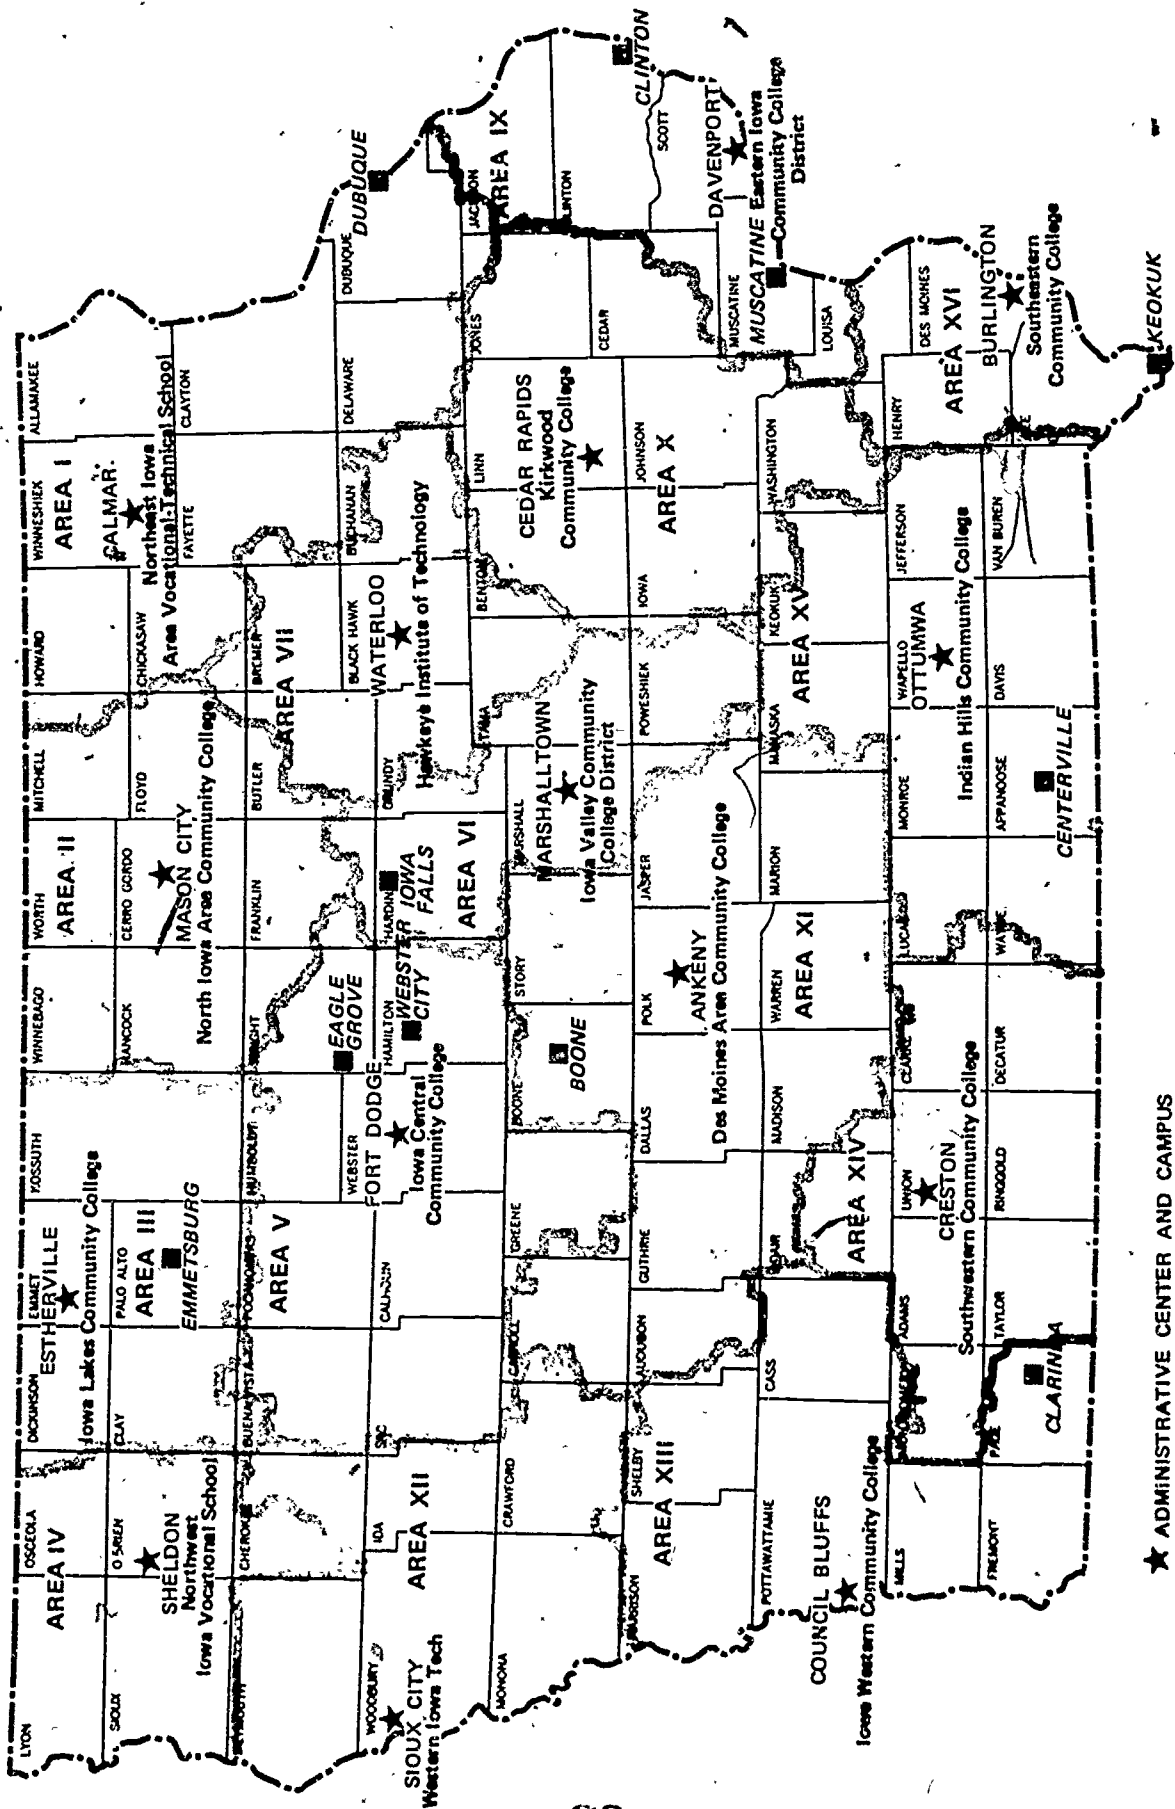 LYON
OSCEOLA
DICKINSON
EMMET
ESTHERVILLE
KOSSUTH
WINNEBAGO
WORTH
MITCHELL
HOWARD
WINNESHIEK
ALLAMAKEE
AREA IV
Iowa Lakes Community College
AREA II
AREA I
SIOUX
O BRIEN
CLAY
PALO ALTO
AREA III
EMMETSBURG
HANCOCK
CERRO GORDO
FLOYD
CHICKASAW
CALMAR.
SHELDON
Northwest
Iowa Vocational School
MASON CITY
North Iowa Area Community College
Northeast Iowa
Area Vocational-Technical School
FAYETTE
CLAYTON
CHEROKEE
BUENA VISTA
POCAHONTAS
HUMBOLDT
WRIGHT
FRANKLIN
BUTLER
BREMER
AREA V
AREA VII
EAGLE
GROVE
WOODBURY
IDA
SAC
CALHOUN
WEBSTER
FORT DODGE
HAMILTON
HARDIN
GRUNDY
BLACK HAWK
WATERLOO
BUCHANAN
DELAWARE
DUBUQUE
DUBUQUE
SIOUX CITY
Western Iowa Tech
AREA XII
Iowa Central
Community College
WEBSTER
CITY
IOWA
FALLS
AREA VI
Hawkeye Institute of Technology
MONONA
CRAWFORD
CARROLL
GREENE
BOONE
STORY
MARSHALL
TAMA
BENTON
LINN
JONES
JACKSON
AREA IX
BOONE
MARSHALLTOWN
Iowa Valley Community
College District
CEDAR RAPIDS
Kirkwood
Community College
CLINTON
CLINTON
HARRISON
SHELBY
AREA XIII
AUDUBON
GUTHRIE
DALLAS
POLK
JASPER
POWESHIEK
IOWA
JOHNSON
AREA X
CEDAR
SCOTT
ANKENY
Des Moines Area Community College
DAVENPORT
MUSCATINE
MUSCATINE
Eastern Iowa
Community College
District
POTTAWATTAMIE
CASS
ADAIR
MADISON
WARREN
MARION
MAHASKA
KEOKUK
WASHINGTON
LOUISA
COUNCIL BLUFFS
Iowa Western Community College
AREA XIV
AREA XI
AREA XV
MILLS
MONTGOMERY
ADAMS
UNION
CLARKE
LUCAS
MONROE
WAPELLO
OTTUMWA
JEFFERSON
HENRY
DES MOINES
AREA XVI
CRESTON
Southwestern Community College
Indian Hills Community College
BURLINGTON
Southeastern
Community College
FREMONT
PAGE
TAYLOR
RINGGOLD
DECATUR
WAYNE
APPANOOSE
DAVIS
VAN BUREN
CLARINDA
CENTERVILLE
KEOKUK
★ ADMINISTRATIVE CENTER AND CAMPUS